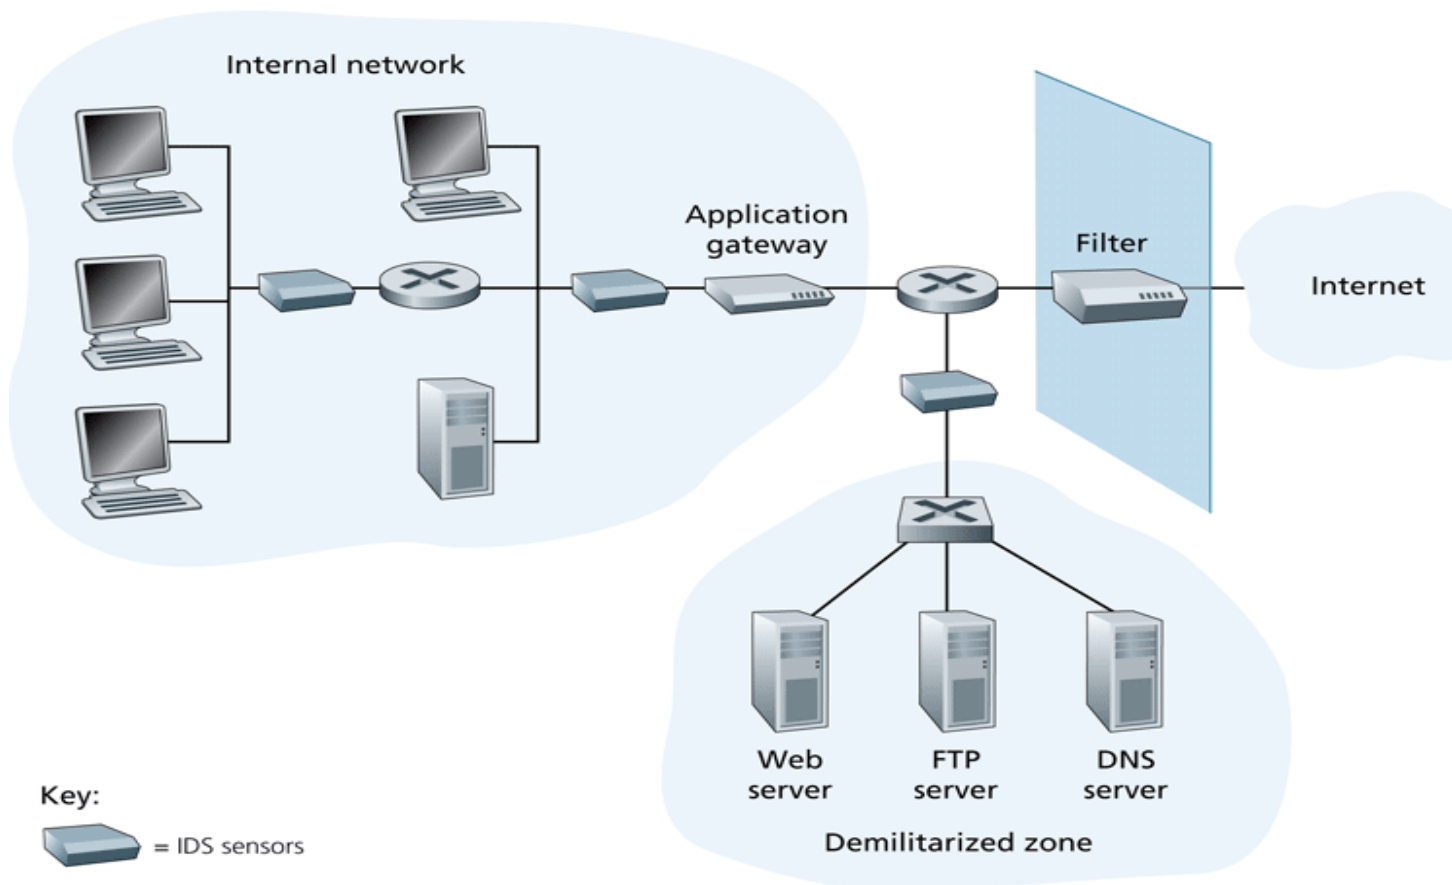 Internal network
Application
gateway
Filter
Internet
Web
server
FTP
server
DNS
server
Demilitarized zone
Key:
= IDS sensors